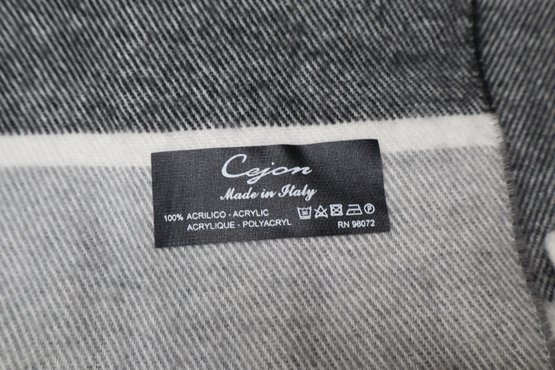 Cejon
Made in Italy
100% ACRILICO - ACRYLIC
ACRYLIQUE - POLYACRYL
RN 98072